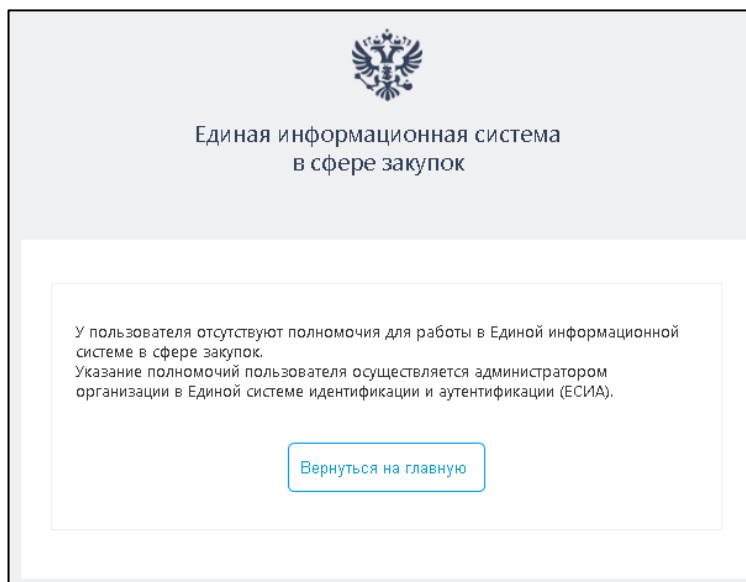 Единая информационная система
в сфере закупок
У пользователя отсутствуют полномочия для работы в Единой информационной
системе в сфере закупок.
Указание полномочий пользователя осуществляется администратором
организации в Единой системе идентификации и аутентификации (ЕСИА).
Вернуться на главную